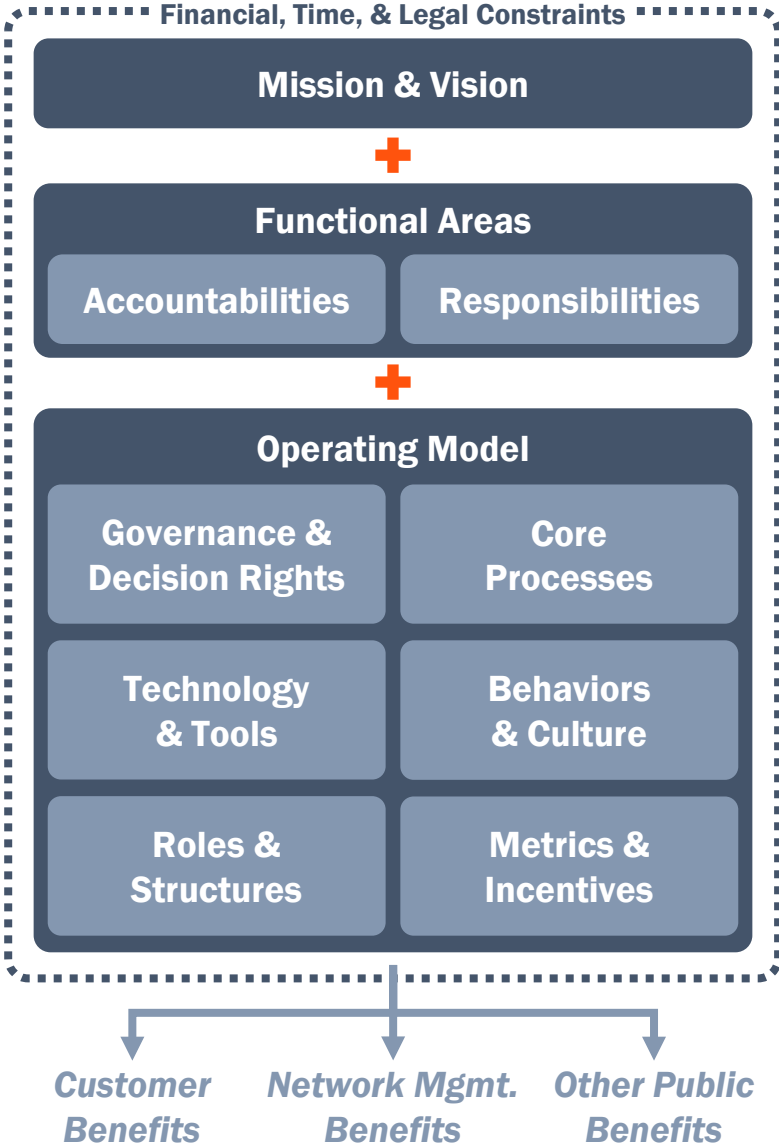 Financial, Time, & Legal Constraints
Mission & Vision
Functional Areas
Accountabilities
Responsibilities
Operating Model
Governance &
Decision Rights
Core
Processes
Technology
& Tools
Behaviors
& Culture
Roles &
Structures
Metrics &
Incentives
Customer
Benefits
Network Mgmt.
Benefits
Other Public
Benefits